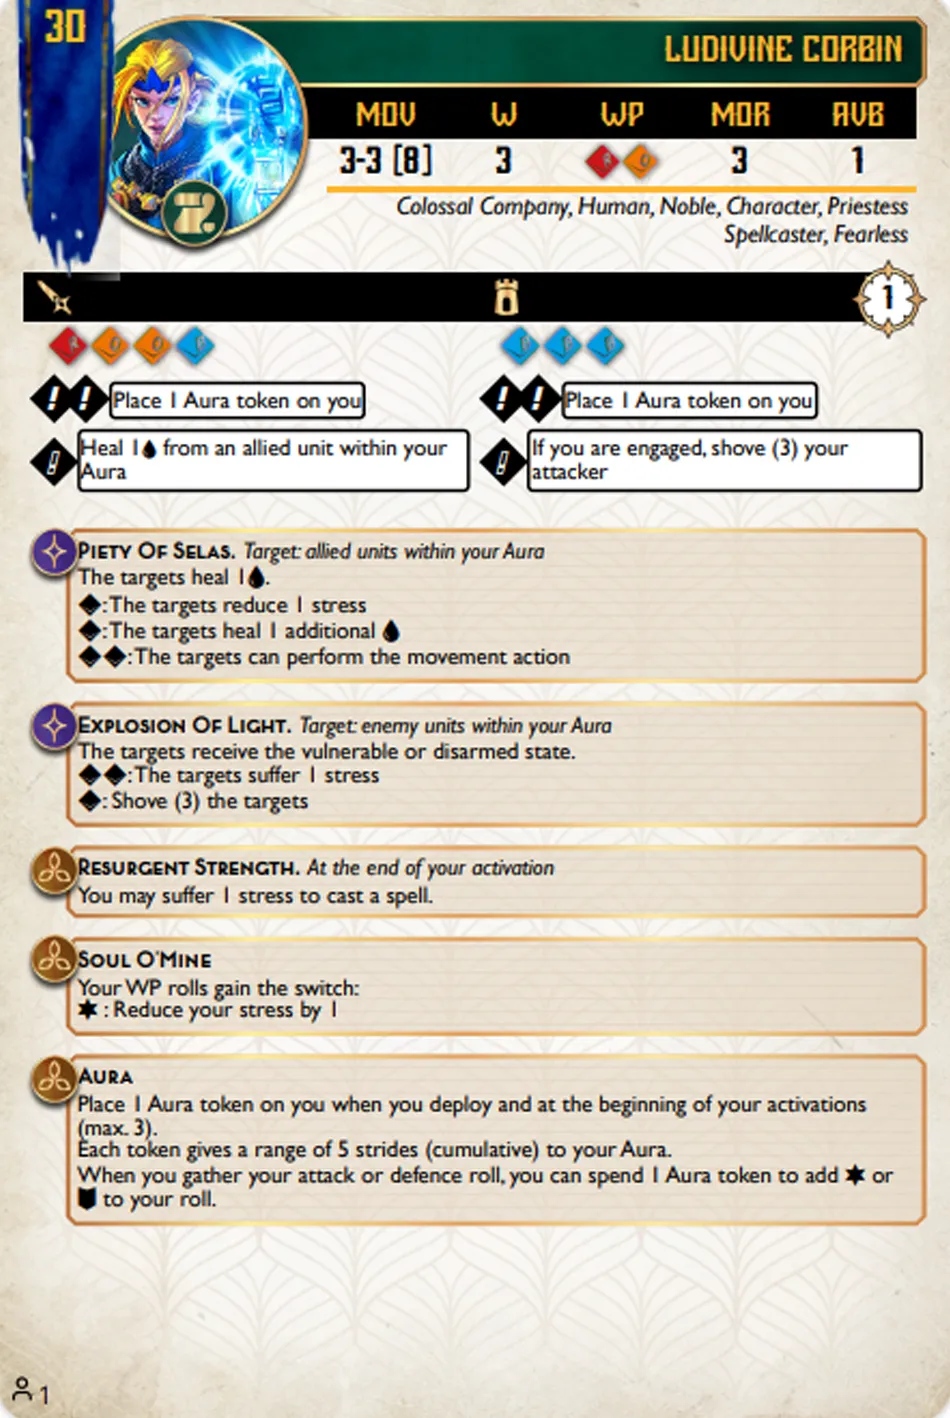 30
LUDIVINE CORBIN
MOV W WP MOR AVB
3-3 [8] 3 R O 3 1
Colossal Company, Human, Noble, Character, Priestess
Spellcaster, Fearless
1
R O O B
B B B
! ! Place 1 Aura token on you
! Heal 1 from an allied unit within your
Aura
! ! Place 1 Aura token on you
! If you are engaged, shove (3) your
attacker
PIETY OF SELAS. Target: allied units within your Aura
The targets heal 1.
:The targets reduce 1 stress
:The targets heal 1 additional
:The targets can perform the movement action
EXPLOSION OF LIGHT. Target: enemy units within your Aura
The targets receive the vulnerable or disarmed state.
:The targets suffer 1 stress
: Shove (3) the targets
RESURGENT STRENGTH. At the end of your activation
You may suffer 1 stress to cast a spell.
SOUL O'MINE
Your WP rolls gain the switch:
: Reduce your stress by 1
AURA
Place 1 Aura token on you when you deploy and at the beginning of your activations
(max. 3).
Each token gives a range of 5 strides (cumulative) to your Aura.
When you gather your attack or defence roll, you can spend 1 Aura token to add or
to your roll.
1